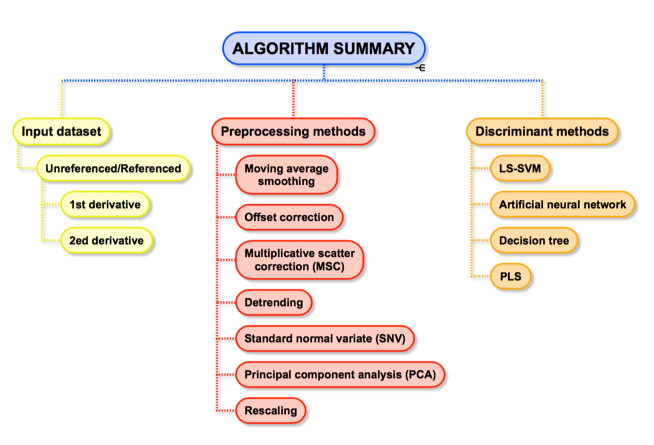 ALGORITHM SUMMARY
Input dataset
Unreferenced/Referenced
1st derivative
2ed derivative
Preprocessing methods
Moving average
smoothing
Offset correction
Multiplicative scatter
correction (MSC)
Detrending
Standard normal variate (SNV)
Principal component analysis (PCA)
Rescaling
Discriminant methods
LS-SVM
Artificial neural network
Decision tree
PLS